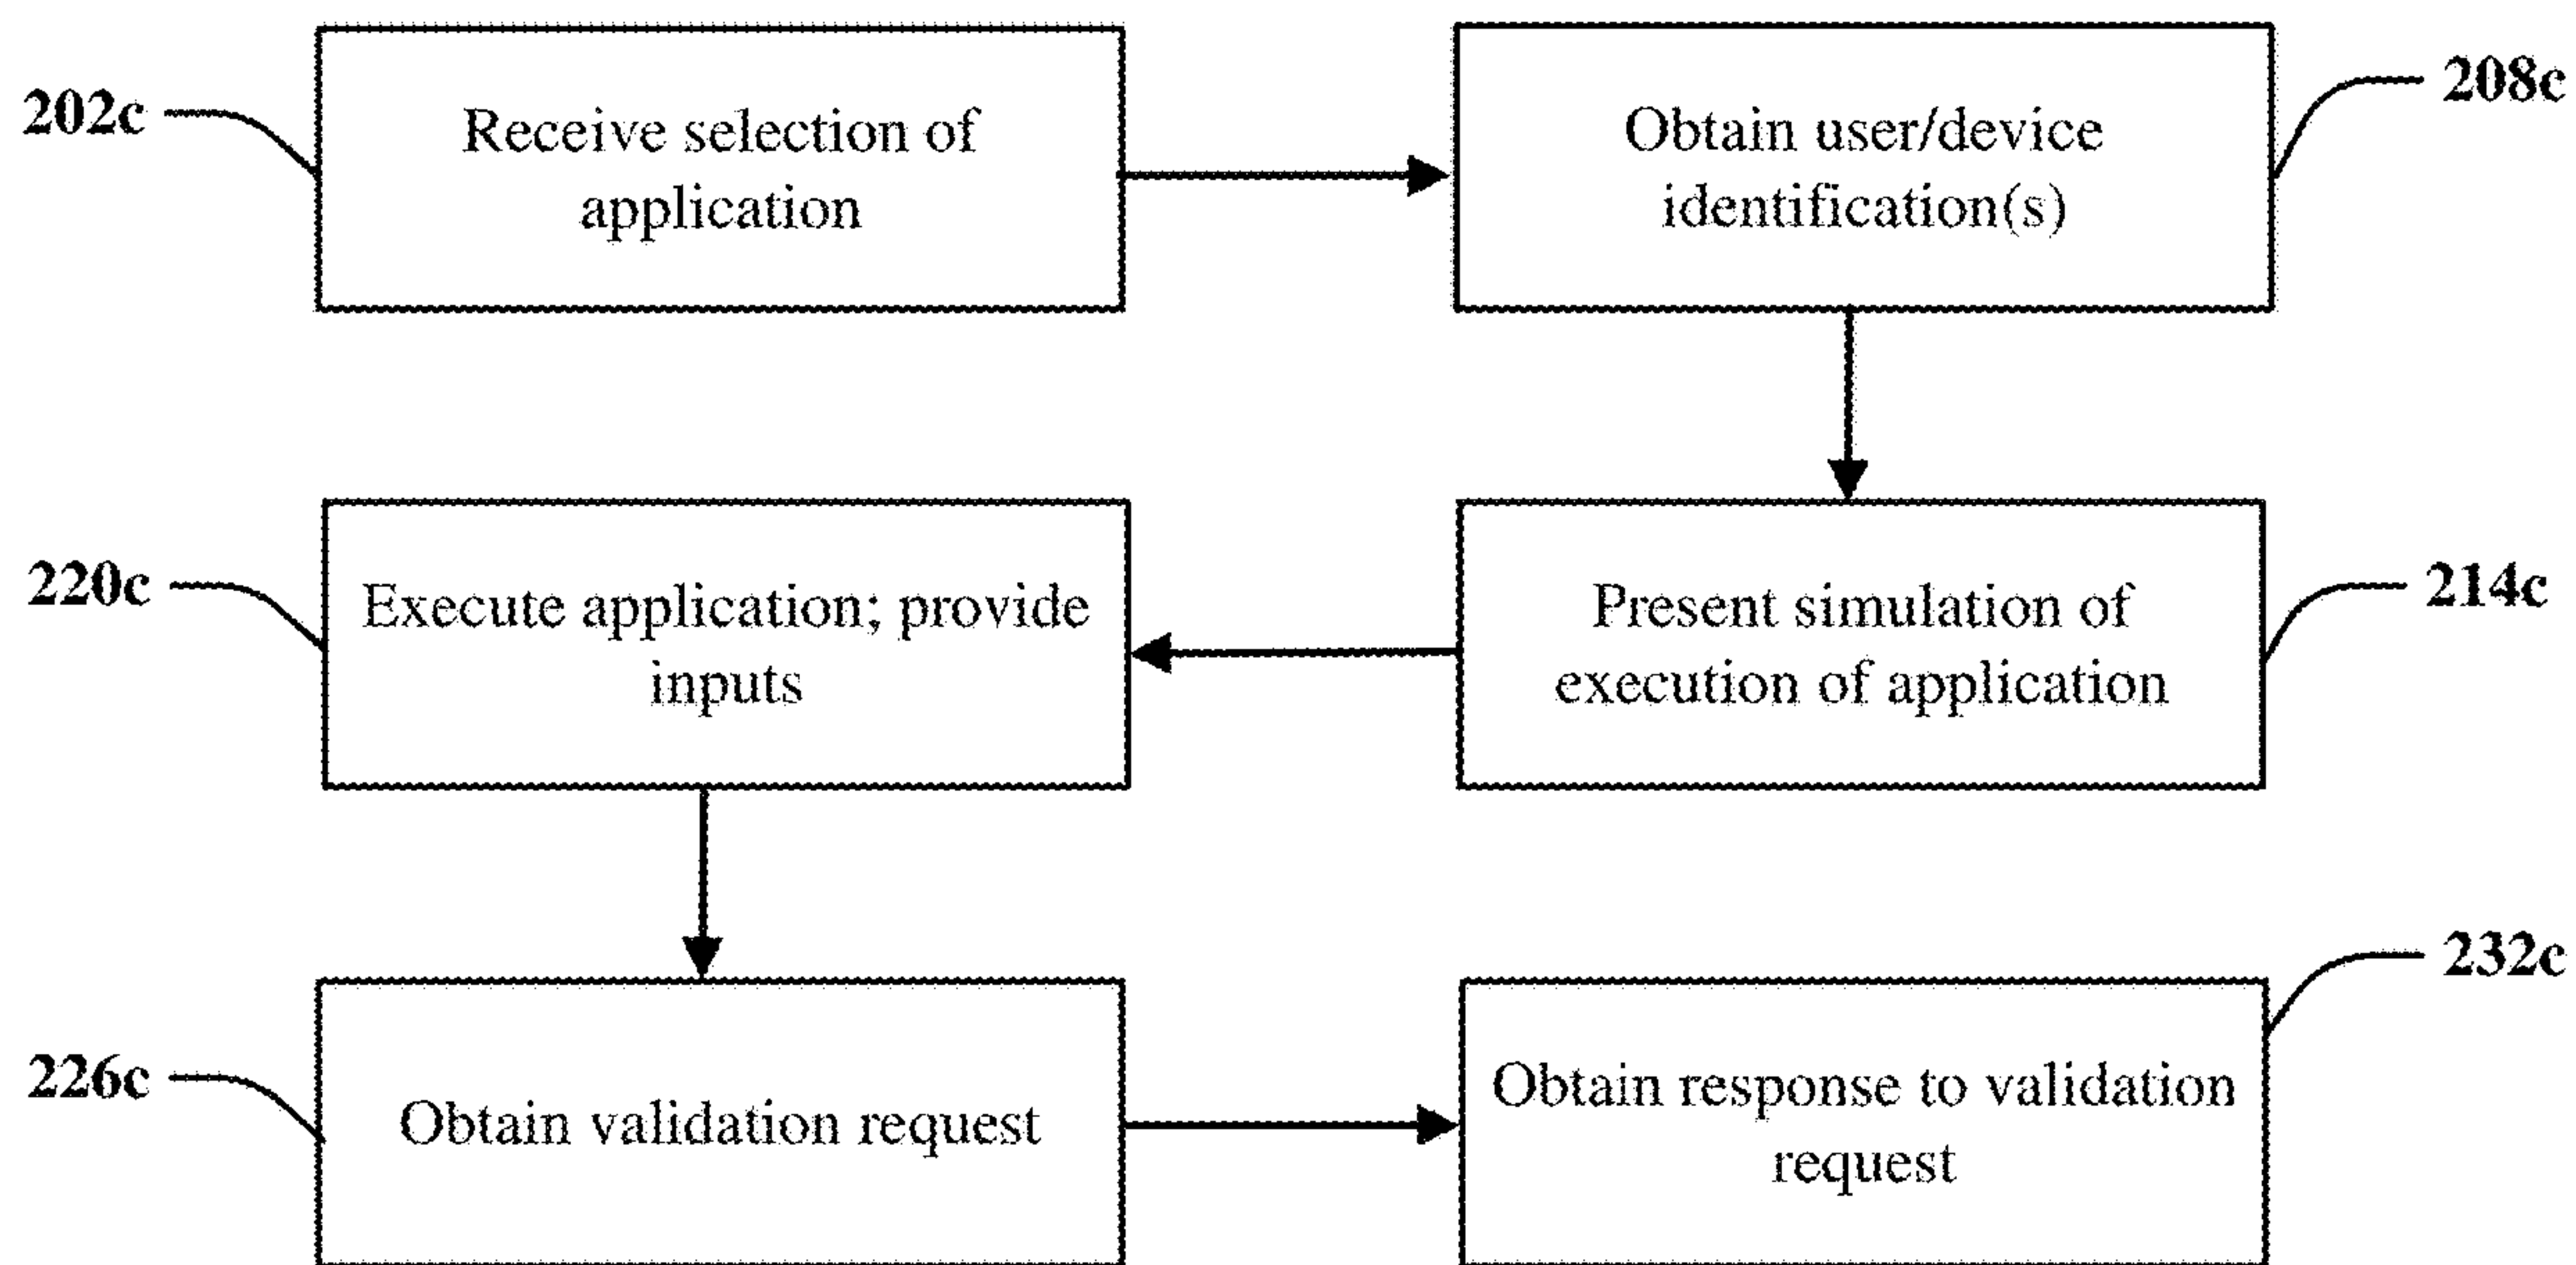 202c
Receive selection of
application
Obtain user/device
identification(s)
208c
220c
Execute application; provide
inputs
Present simulation of
execution of application
214c
226c
Obtain validation request
Obtain response to validation
request
232c